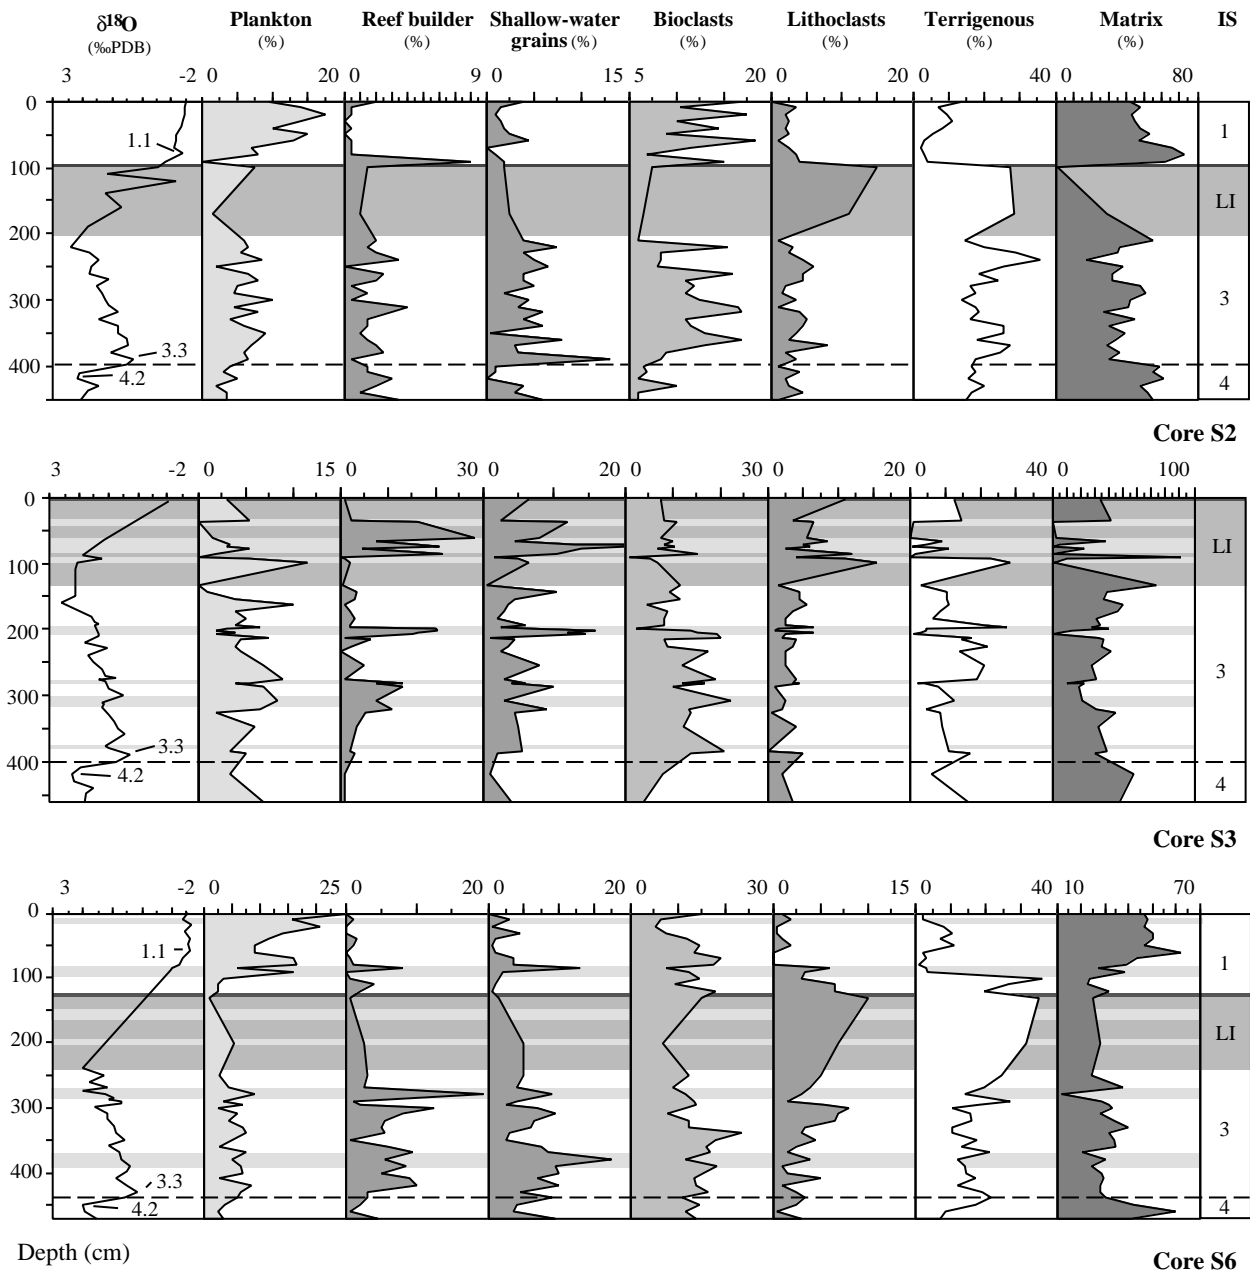 δ18O Plankton Reef builder Shallow-water Bioclasts Lithoclasts Terrigenous Matrix IS
(‰PDB) (%) (%) grains (%) (%) (%) (%) (%)
3 -2 0 20 0 9 0 15 5 20 0 20 0 40 0 80
0
1.1
1
100
LI
200
300
3
3.3
400
4.2
4
Core S2
3 -2 0 15 0 30 0 20 0 30 0 20 0 40 0 100
0
LI
100
200
3
300
3.3
400
4.2
4
Core S3
3 -2 0 25 0 20 0 20 0 30 0 15 0 40 10 70
0
1.1
1
100
LI
200
300
3
400
3.3
4.2
4
Depth (cm)
Core S6